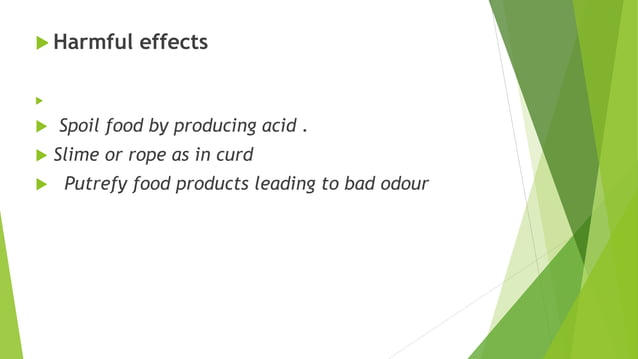 Harmful effects
Spoil food by producing acid .
Slime or rope as in curd
Putrefy food products leading to bad odour